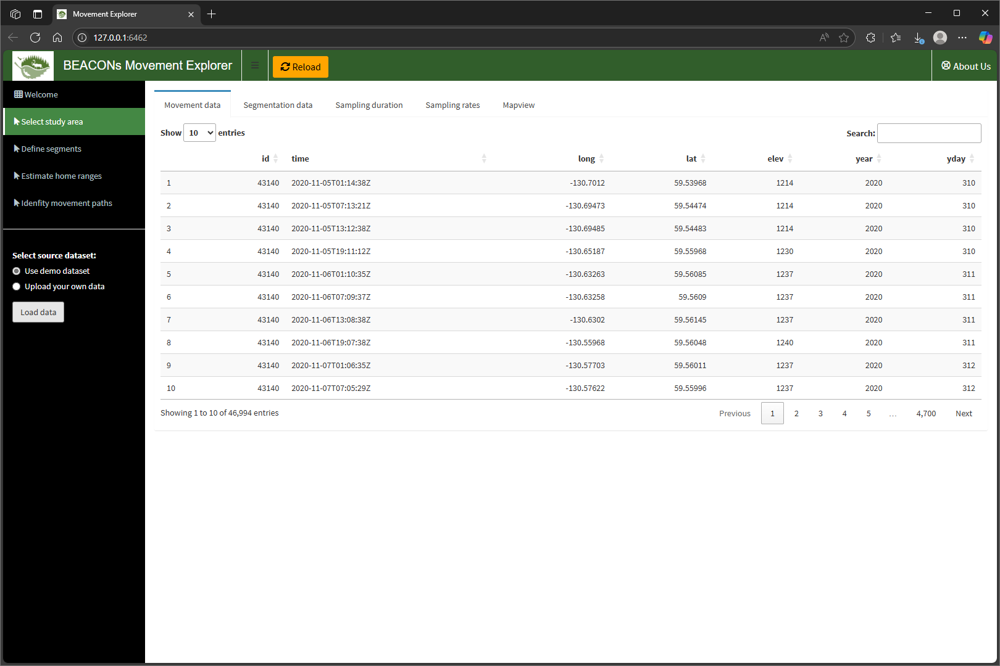 Movement Explorer
127.0.0.1:6462
BEACONs Movement Explorer
Reload
About Us
Welcome
Select study area
Define segments
Estimate home ranges
Idenfity movement paths
Select source dataset:
Use demo dataset
Upload your own data
Load data
Movement data Segmentation data Sampling duration Sampling rates Mapview
Show 10 entries Search:
id time long lat elev year yday
1 43140 2020-11-05T01:14:38Z -130.7012 59.53968 1214 2020 310
2 43140 2020-11-05T07:13:21Z -130.69473 59.54474 1214 2020 310
3 43140 2020-11-05T13:12:38Z -130.69485 59.54483 1214 2020 310
4 43140 2020-11-05T19:11:12Z -130.65187 59.55968 1230 2020 310
5 43140 2020-11-06T01:10:35Z -130.63263 59.56085 1237 2020 311
6 43140 2020-11-06T07:09:37Z -130.63258 59.5609 1237 2020 311
7 43140 2020-11-06T13:08:38Z -130.6302 59.56145 1237 2020 311
8 43140 2020-11-06T19:07:38Z -130.55968 59.56048 1240 2020 311
9 43140 2020-11-07T01:06:35Z -130.57703 59.56011 1237 2020 312
10 43140 2020-11-07T07:05:29Z -130.57622 59.55996 1237 2020 312
Showing 1 to 10 of 46,994 entries Previous 1 2 3 4 5 … 4,700 Next